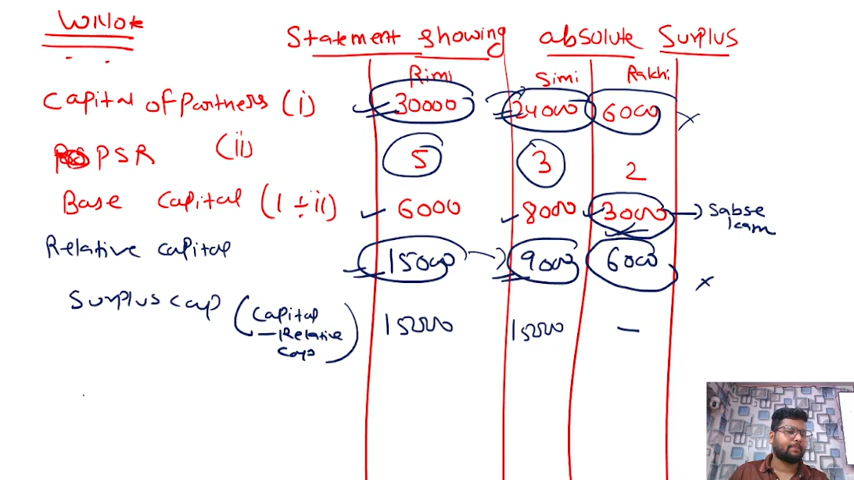 W.Note
Statement showing absolute Surplus
Rimi Simi Rakhi
Capital of Partners (i) 30000 24000 6000 x
PSR (ii) 5 3 2
Base Capital (1 ÷ ii) 6000 8000 3000 → Sabse kam
Relative capital 15000 9000 6000 x
Surplus cap (Capital - Relative cap) 15000 15000 —